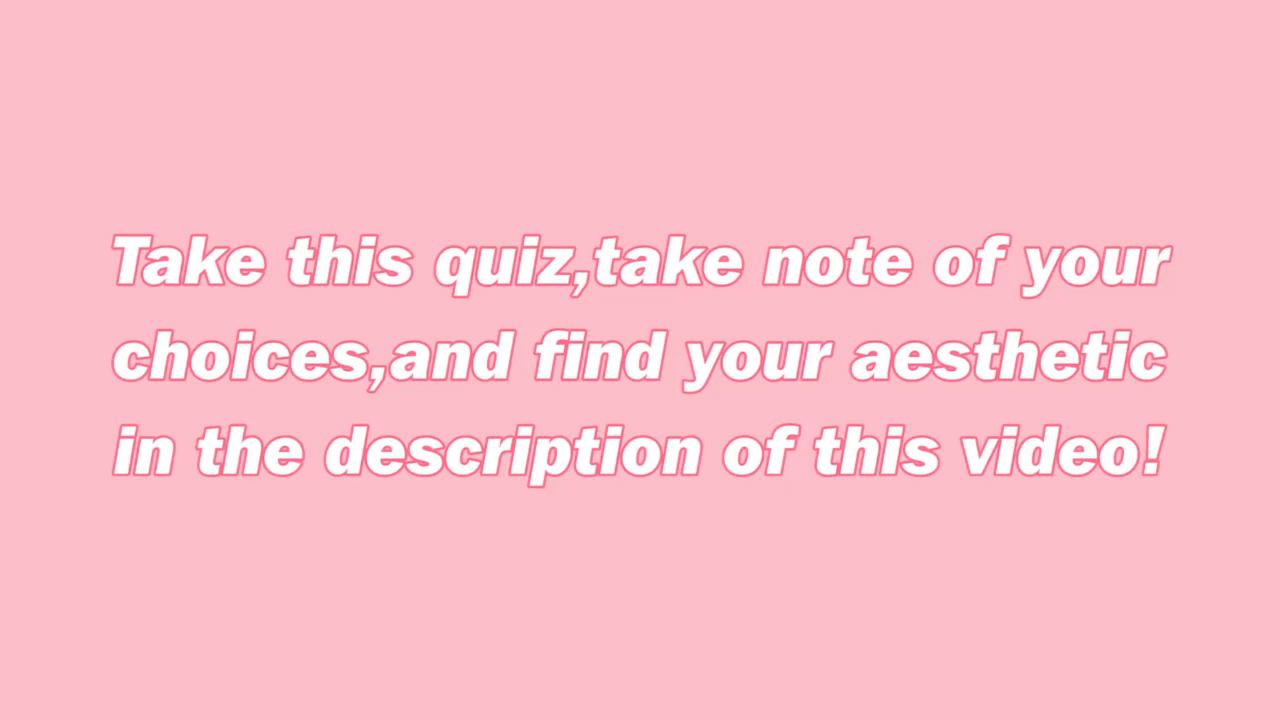 Take this quiz,take note of your
choices,and find your aesthetic
in the description of this video!